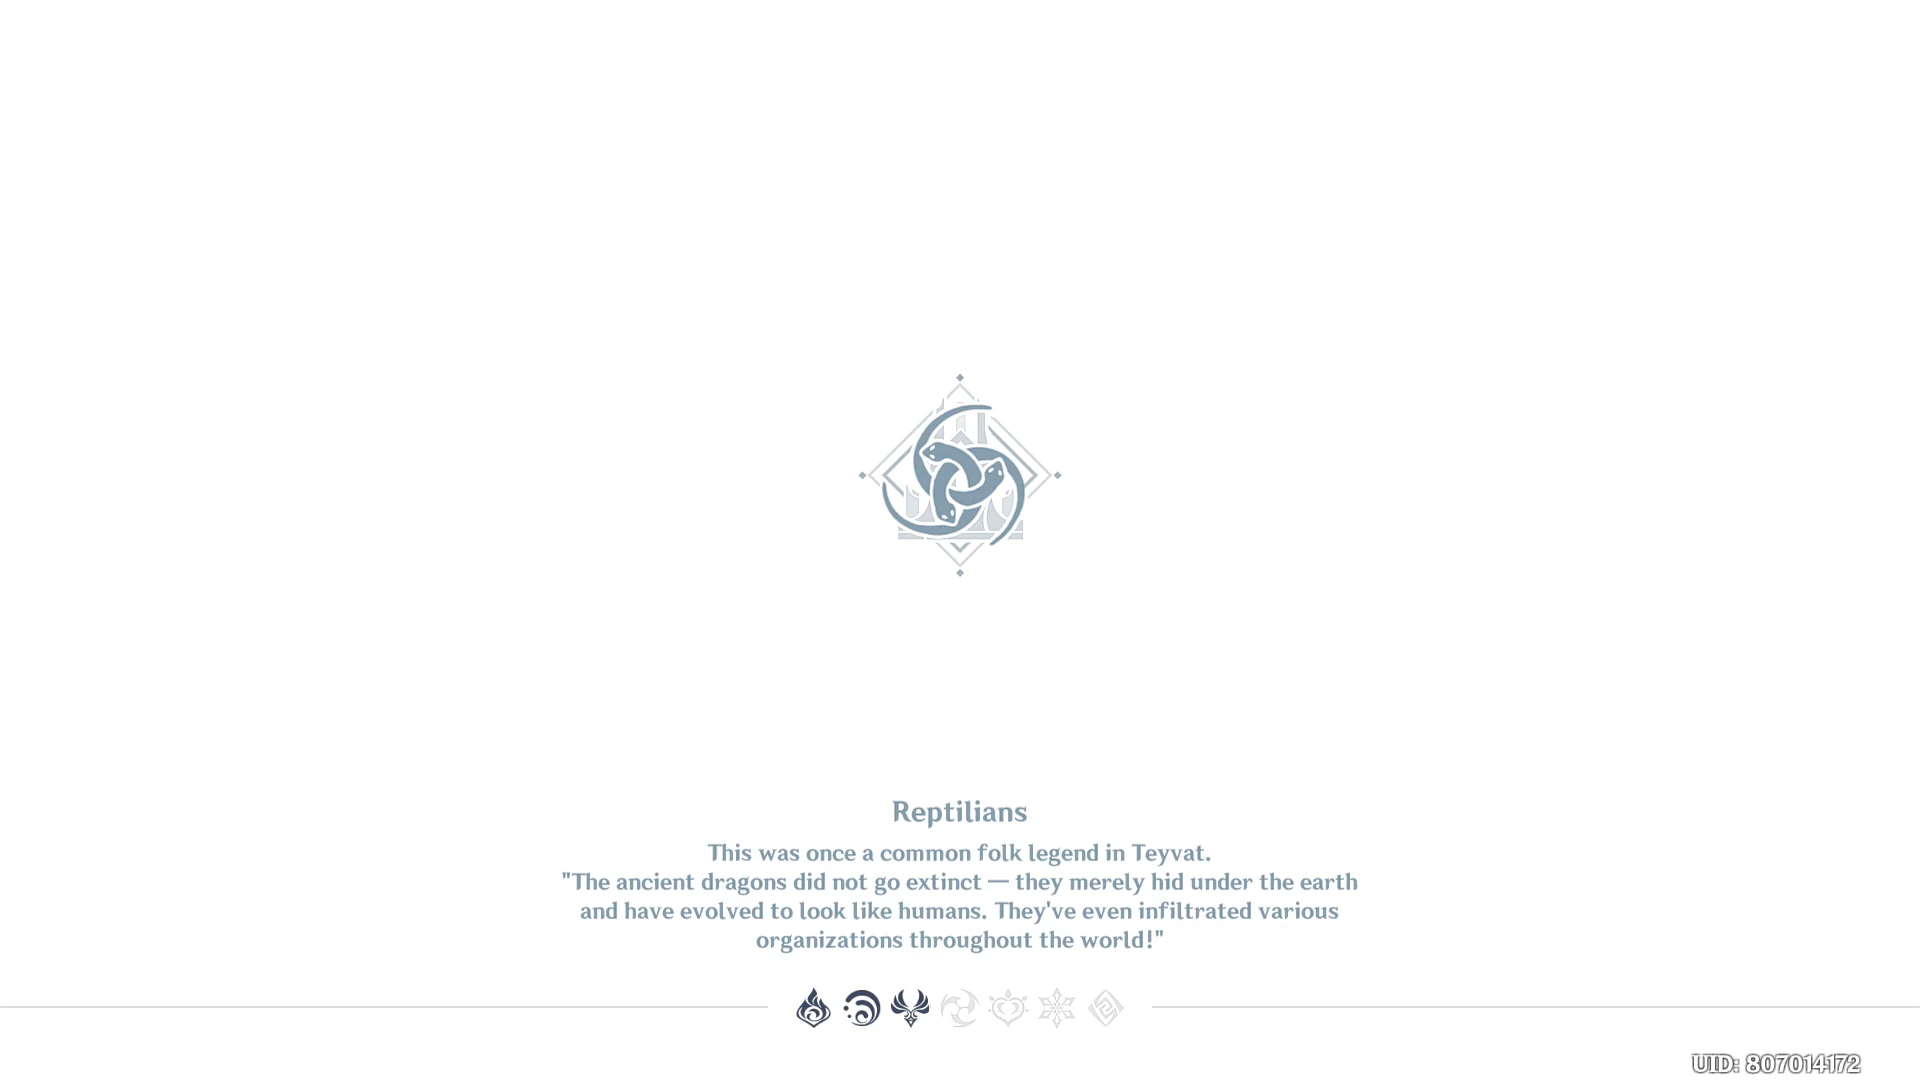 Reptilians
This was once a common folk legend in Teyvat.
"The ancient dragons did not go extinct — they merely hid under the earth
and have evolved to look like humans. They've even infiltrated various
organizations throughout the world!"
UID: 807014172